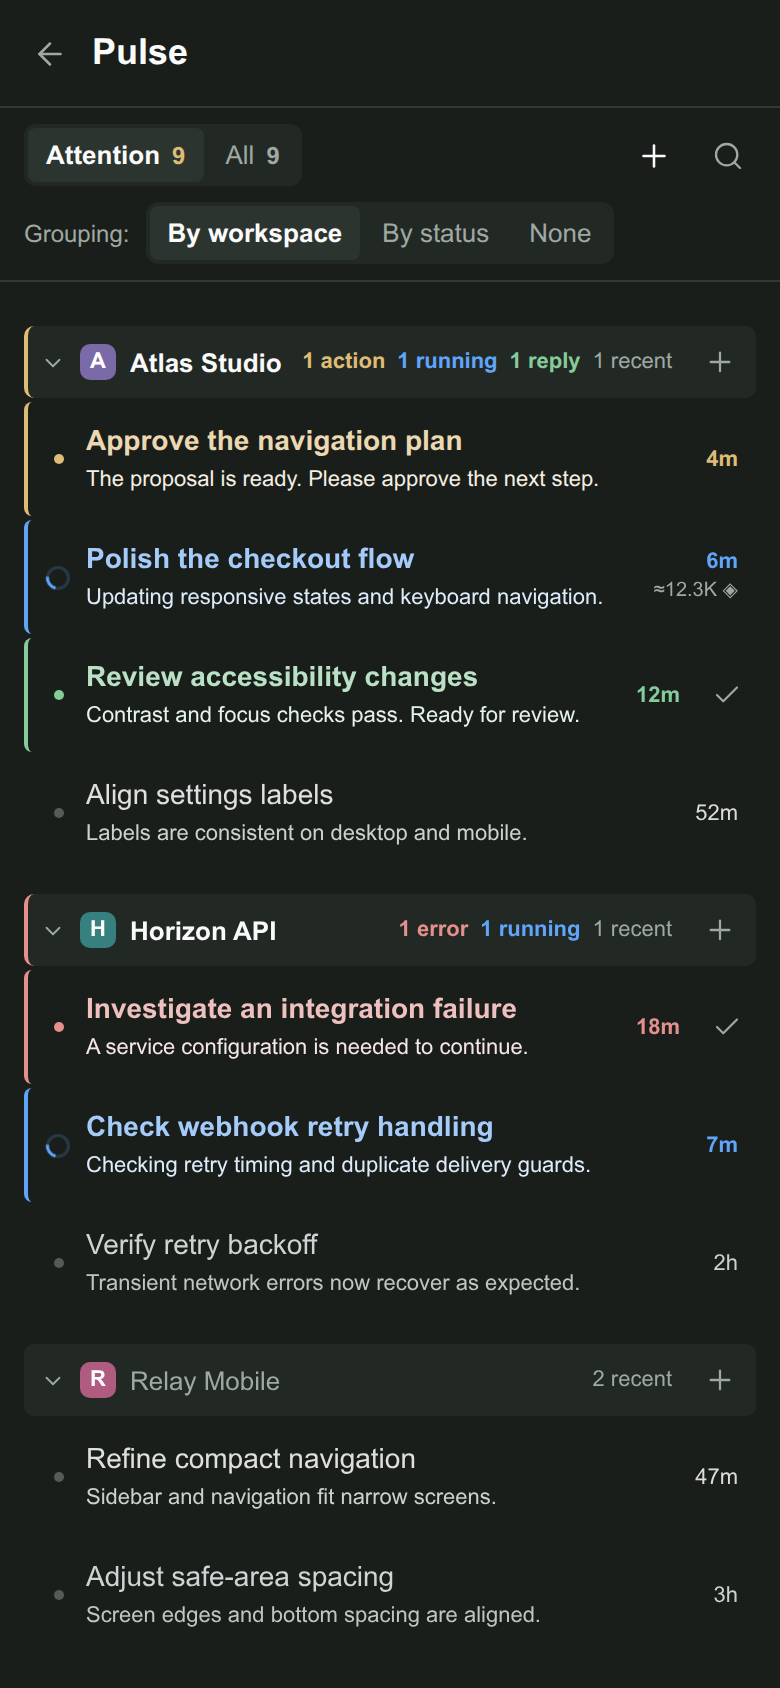 Pulse
Attention 9 All 9
Grouping: By workspace By status None
A Atlas Studio 1 action 1 running 1 reply 1 recent
Approve the navigation plan
The proposal is ready. Please approve the next step.
4m
Polish the checkout flow
Updating responsive states and keyboard navigation.
6m
≈12.3K ◈
Review accessibility changes
Contrast and focus checks pass. Ready for review.
12m
Align settings labels
Labels are consistent on desktop and mobile.
52m
H Horizon API 1 error 1 running 1 recent
Investigate an integration failure
A service configuration is needed to continue.
18m
Check webhook retry handling
Checking retry timing and duplicate delivery guards.
7m
Verify retry backoff
Transient network errors now recover as expected.
2h
R Relay Mobile 2 recent
Refine compact navigation
Sidebar and navigation fit narrow screens.
47m
Adjust safe-area spacing
Screen edges and bottom spacing are aligned.
3h